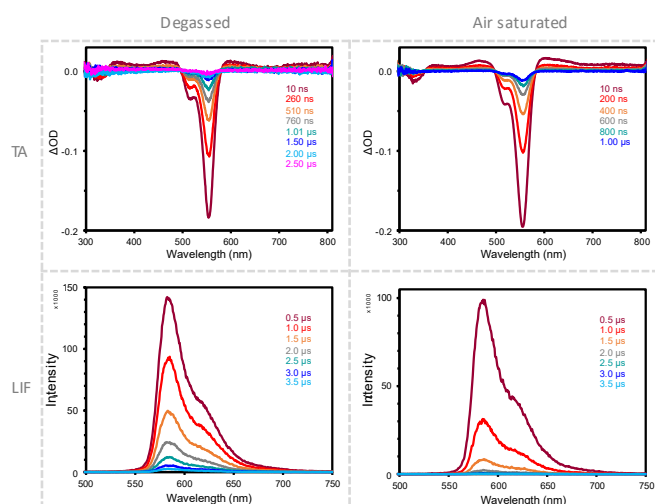 Degassed
Air saturated
TA
LIF
0.0
-0.1
-0.2
ΔOD
300 400 500 600 700 800
Wavelength (nm)
10 ns
260 ns
510 ns
760 ns
1.01 µs
1.50 µs
2.00 µs
2.50 µs
0.0
-0.1
-0.2
ΔOD
300 400 500 600 700 800
Wavelength (nm)
10 ns
200 ns
400 ns
600 ns
800 ns
1.00 µs
150
100
50
0
x1000
Intensity
500 550 600 650 700 750
Wavelength (nm)
0.5 µs
1.0 µs
1.5 µs
2.0 µs
2.5 µs
3.0 µs
3.5 µs
100
50
0
x1000
Intensity
500 550 600 650 700 750
Wavelength (nm)
0.5 µs
1.0 µs
1.5 µs
2.0 µs
2.5 µs
3.0 µs
3.5 µs